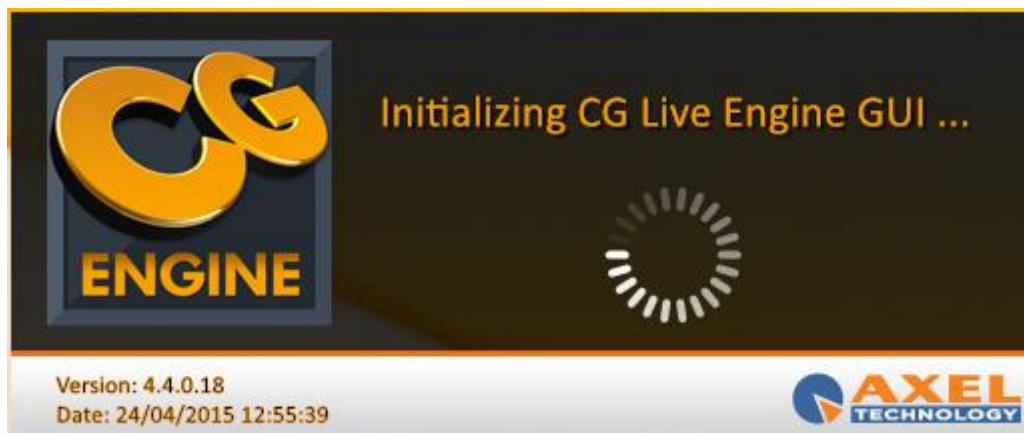 CG
ENGINE
Initializing CG Live Engine GUI ...
Version: 4.4.0.18
Date: 24/04/2015 12:55:39
AXEL
TECHNOLOGY